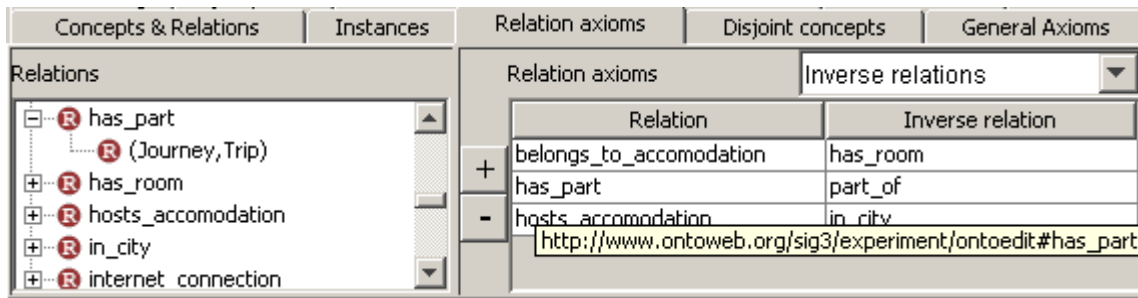 Concepts & Relations
Instances
Relation axioms
Disjoint concepts
General Axioms
Relations
has_part
R
(Journey,Trip)
R
has_room
R
hosts_accomodation
R
in_city
R
internet_connection
R
Relation axioms
Inverse relations
Relation
Inverse relation
+
belongs_to_accomodation
has_room
has_part
part_of
-
hosts_accomodation
in_city
http://www.ontoweb.org/sig3/experiment/ontoedit#has_part